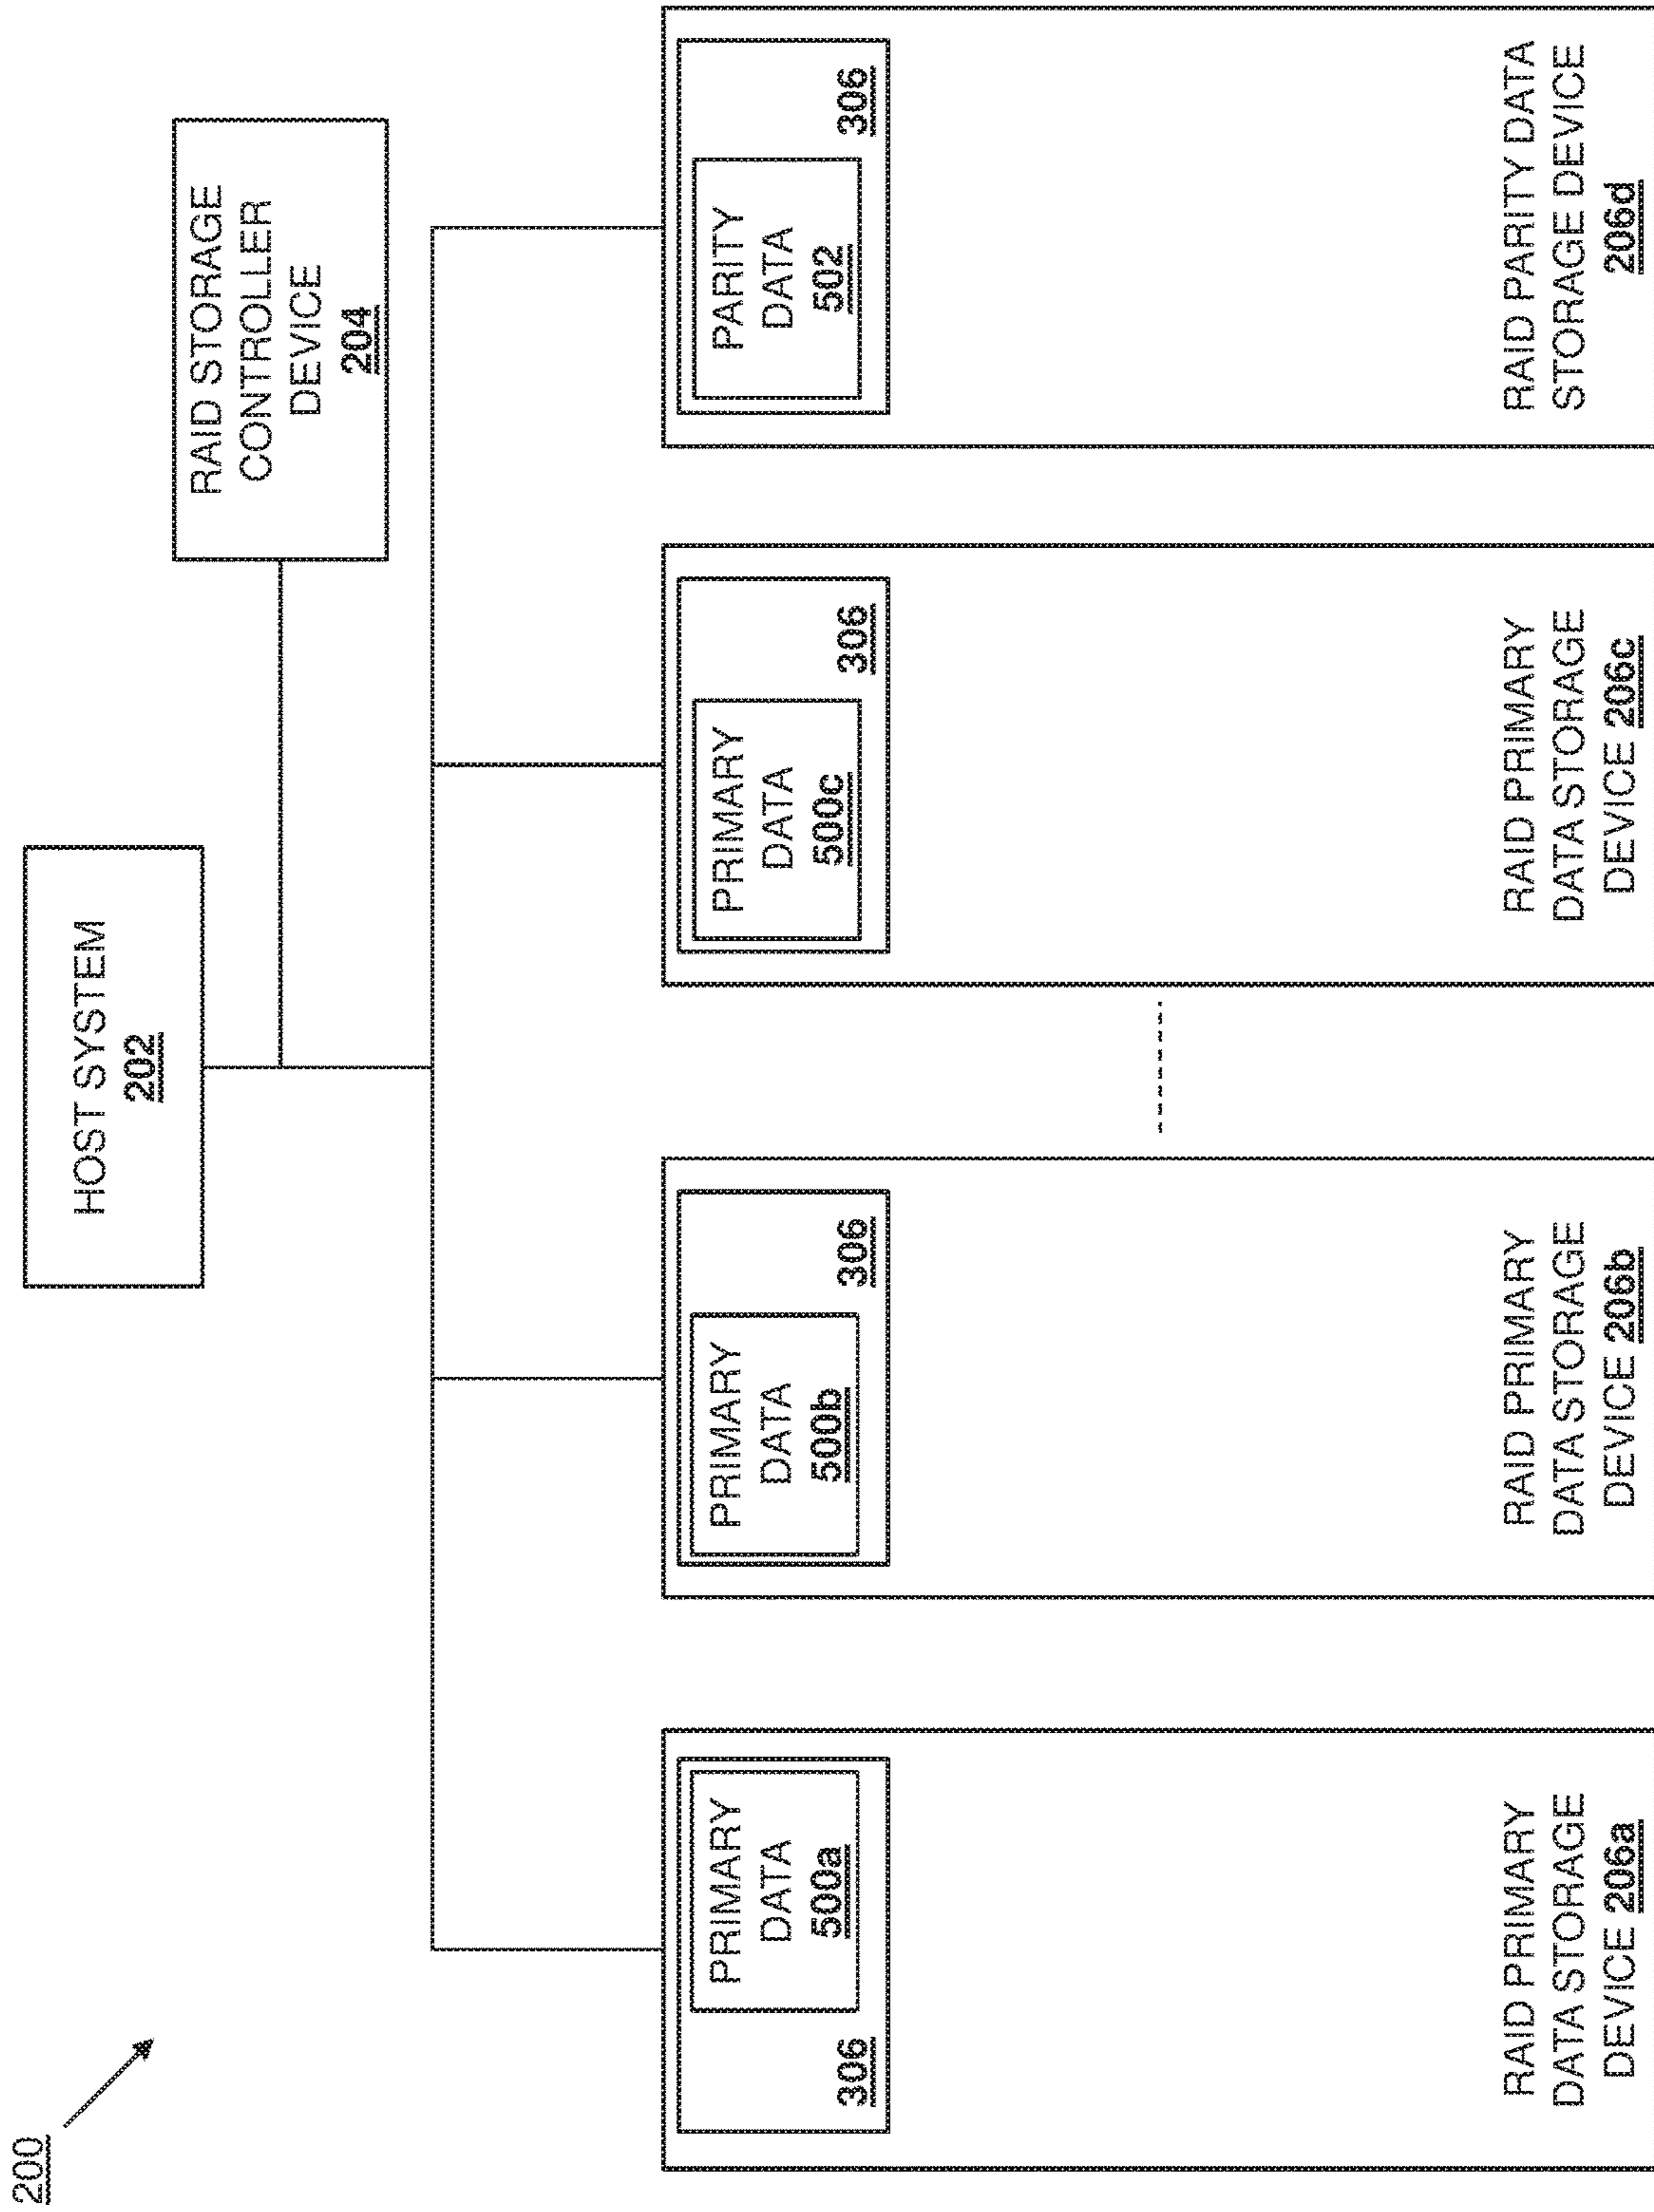 200
HOST SYSTEM
202
RAID STORAGE
CONTROLLER
DEVICE
204
306
PRIMARY
DATA
500a
RAID PRIMARY
DATA STORAGE
DEVICE 206a
PRIMARY
DATA
500b
306
RAID PRIMARY
DATA STORAGE
DEVICE 206b
PRIMARY
DATA
500c
306
RAID PRIMARY
DATA STORAGE
DEVICE 206c
PARITY
DATA
502
306
RAID PARITY DATA
STORAGE DEVICE
206d